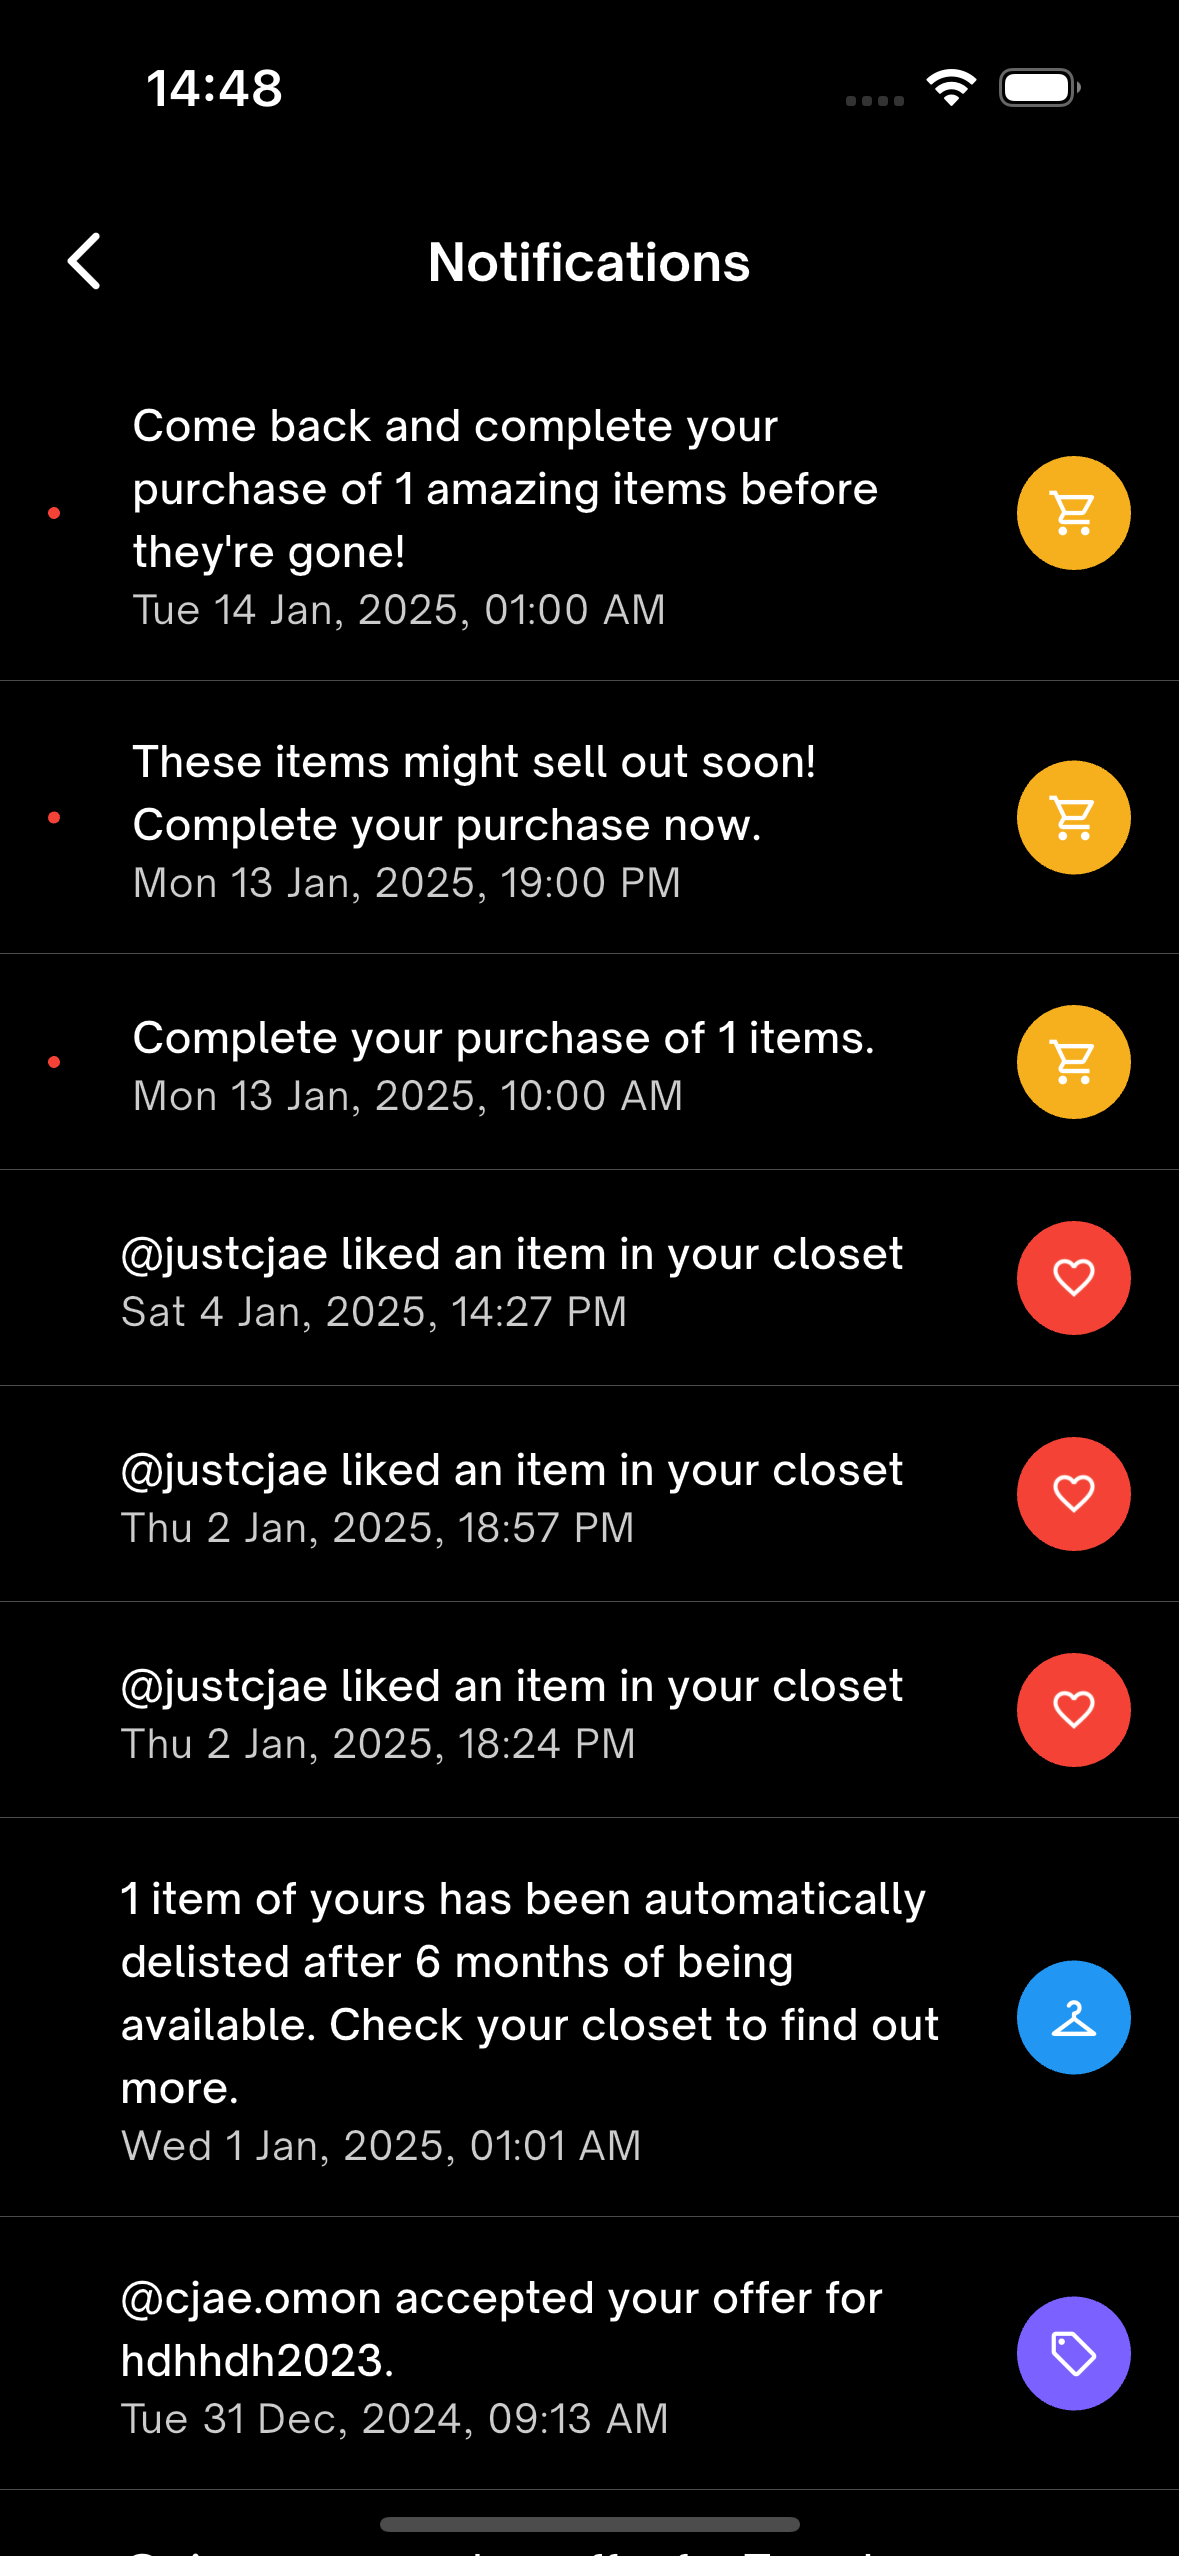 14:48
Notifications
Come back and complete your
purchase of 1 amazing items before
they're gone!
Tue 14 Jan, 2025, 01:00 AM
These items might sell out soon!
Complete your purchase now.
Mon 13 Jan, 2025, 19:00 PM
Complete your purchase of 1 items.
Mon 13 Jan, 2025, 10:00 AM
@justcjae liked an item in your closet
Sat 4 Jan, 2025, 14:27 PM
@justcjae liked an item in your closet
Thu 2 Jan, 2025, 18:57 PM
@justcjae liked an item in your closet
Thu 2 Jan, 2025, 18:24 PM
1 item of yours has been automatically
delisted after 6 months of being
available. Check your closet to find out
more.
Wed 1 Jan, 2025, 01:01 AM
@cjae.omon accepted your offer for
hdhhdh2023.
Tue 31 Dec, 2024, 09:13 AM